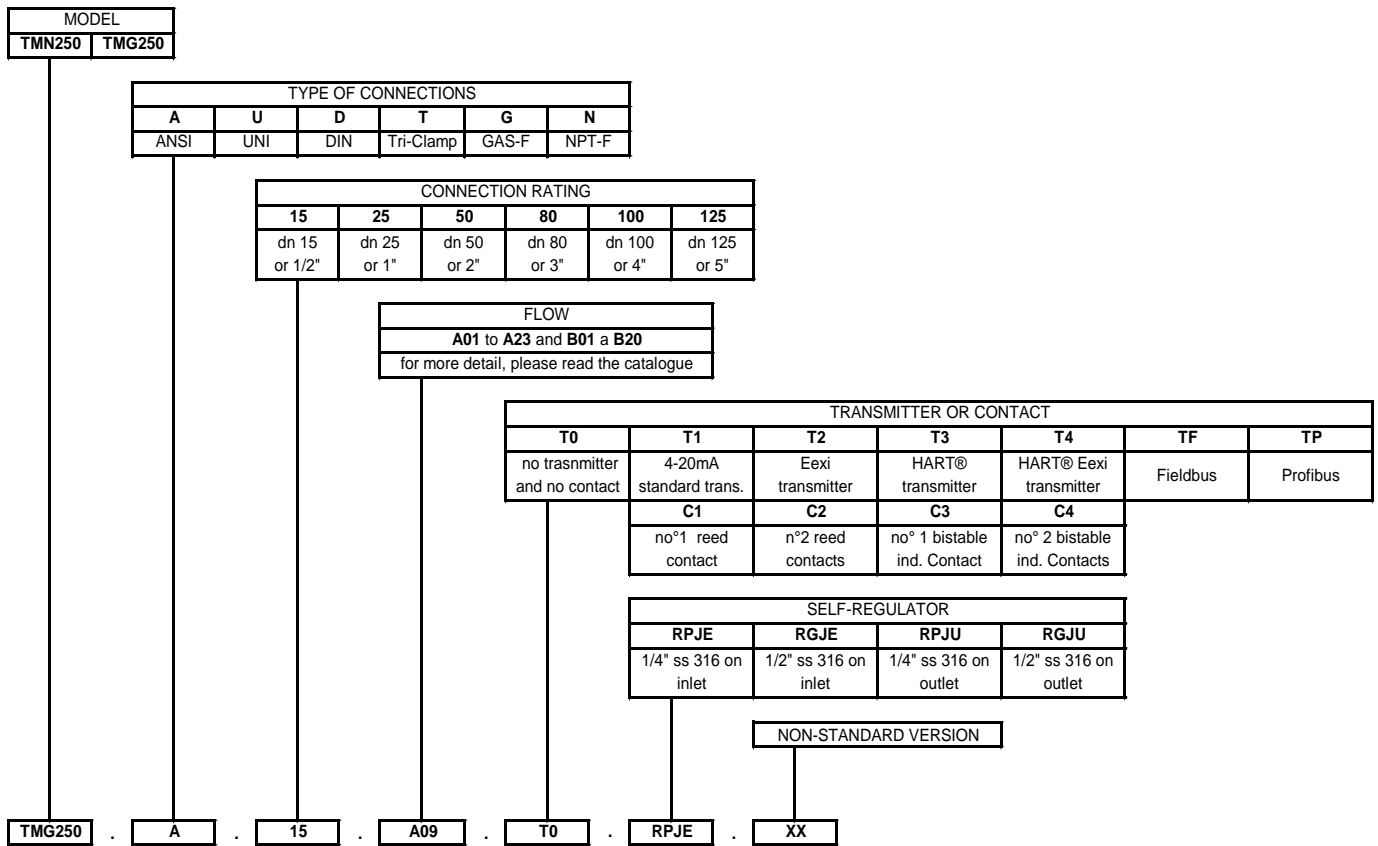 MODEL
TMN250 TMG250
TYPE OF CONNECTIONS
A U D T G N
ANSI UNI DIN Tri-Clamp GAS-F NPT-F
CONNECTION RATING
15 25 50 80 100 125
dn 15 dn 25 dn 50 dn 80 dn 100 dn 125
or 1/2" or 1" or 2" or 3" or 4" or 5"
FLOW
A01 to A23 and B01 a B20
for more detail, please read the catalogue
TRANSMITTER OR CONTACT
T0 T1 T2 T3 T4 TF TP
no trasnmitter 4-20mA Eexi HART® HART® Eexi Fieldbus Profibus
and no contact standard trans. transmitter transmitter transmitter
C1 C2 C3 C4
no°1 reed n°2 reed no° 1 bistable no° 2 bistable
contact contacts ind. Contact ind. Contacts
SELF-REGULATOR
RPJE RGJE RPJU RGJU
1/4" ss 316 on 1/2" ss 316 on 1/4" ss 316 on 1/2" ss 316 on
inlet inlet outlet outlet
NON-STANDARD VERSION
TMG250 . A . 15 . A09 . T0 . RPJE . XX